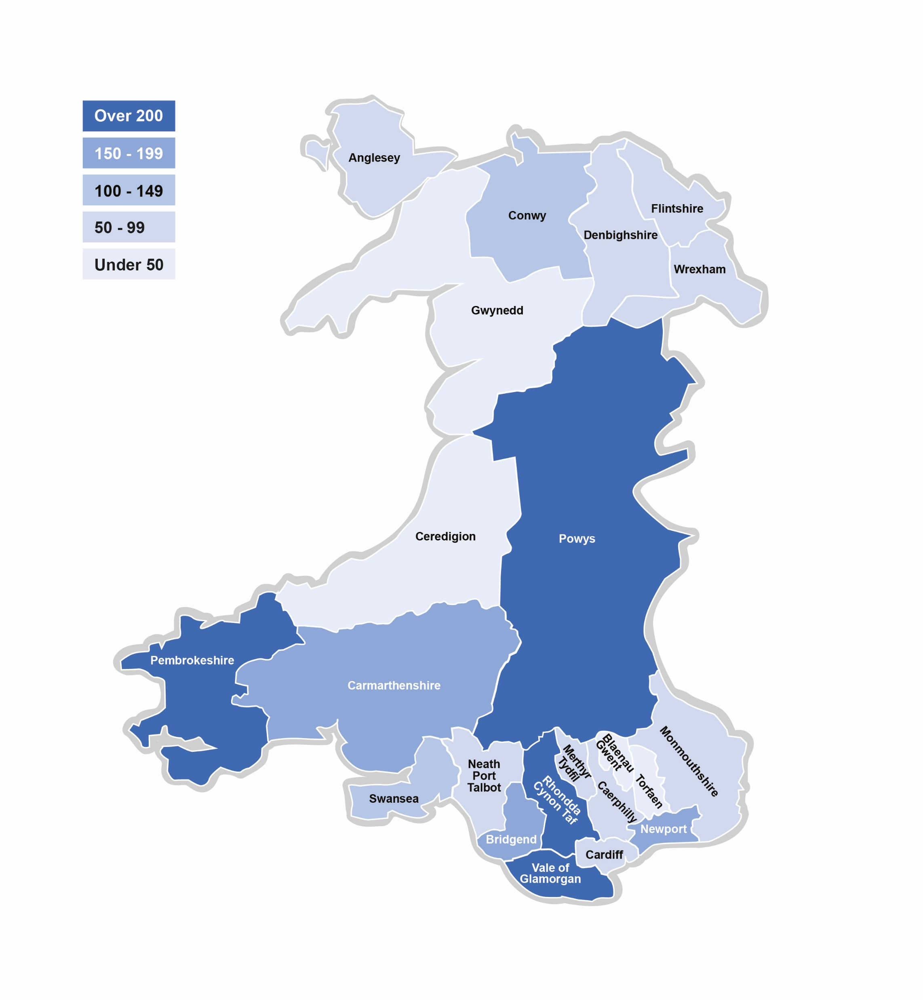 Over 200
150 - 199
100 - 149
50 - 99
Under 50
Anglesey
Conwy
Flintshire
Denbighshire
Wrexham
Gwynedd
Ceredigion
Powys
Pembrokeshire
Carmarthenshire
Swansea
Neath
Port
Talbot
Bridgend
Rhondda
Cynon Taf
Merthyr
Tydfil
Blaenau
Gwent
Caerphilly
Torfaen
Monmouthshire
Newport
Cardiff
Vale of
Glamorgan